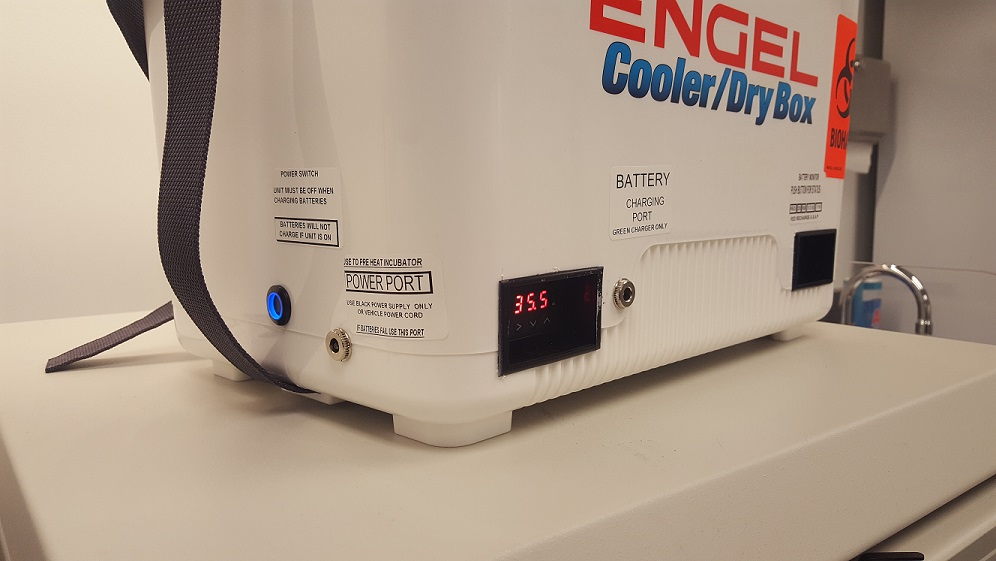 ENGEL
Cooler/Dry Box
POWER SWITCH
UNIT MUST BE OFF WHEN
CHARGING BATTERIES
BATTERIES WILL NOT
CHARGE IF UNIT IS ON
USE TO PRE HEAT INCUBATOR
POWER PORT
USE BLACK POWER SUPPLY ONLY
OR VEHICLE POWER CORD
IF BATTERIES FAIL USE THIS PORT
35.5
BATTERY
CHARGING
PORT
GREEN CHARGER ONLY
BATTERY MONITOR
PUSH BUTTON FOR STATUS
BIOH